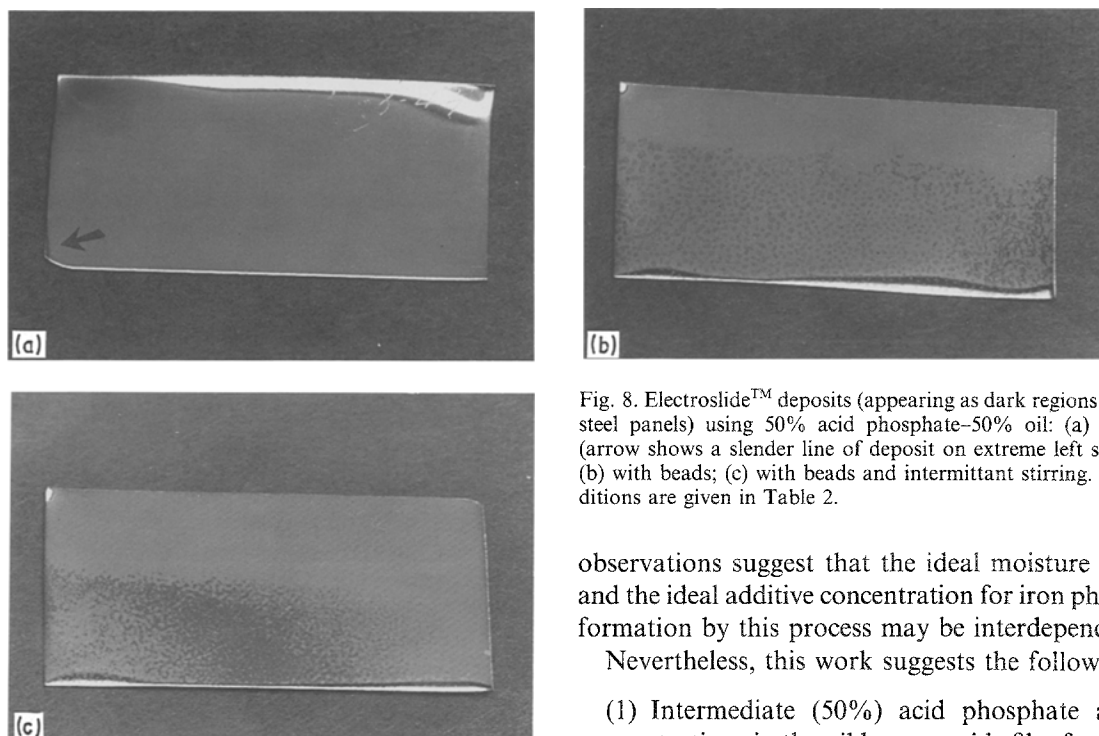 (a)
(b)
(c)
Fig. 8. Electroslide™ deposits (appearing as dark regions
steel panels) using 50% acid phosphate–50% oil: (a)
(arrow shows a slender line of deposit on extreme left s
(b) with beads; (c) with beads and intermittant stirring.
ditions are given in Table 2.
observations suggest that the ideal moisture
and the ideal additive concentration for iron ph
formation by this process may be interdepend
Nevertheless, this work suggests the follow
(1) Intermediate (50%) acid phosphate a